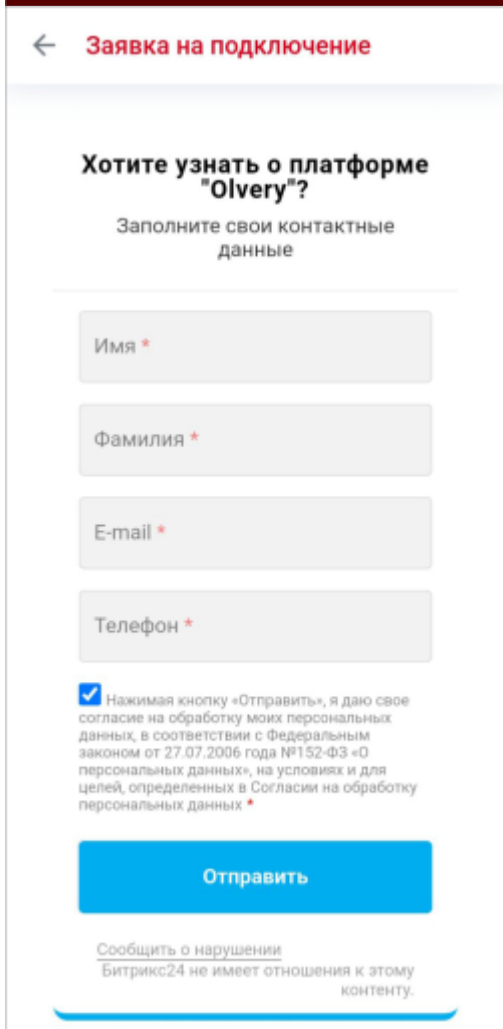 Заявка на подключение
Хотите узнать о платформе
"Olvery"?
Заполните свои контактные
данные
Имя *
Фамилия *
E-mail *
Телефон *
Нажимая кнопку «Отправить», я даю свое
согласие на обработку моих персональных
данных, в соответствии с Федеральным
законом от 27.07.2006 года №152-ФЗ «О
персональных данных», на условиях и для
целей, определенных в Согласии на обработку
персональных данных *
Отправить
Сообщить о нарушении
Битрикс24 не имеет отношения к этому
контенту.